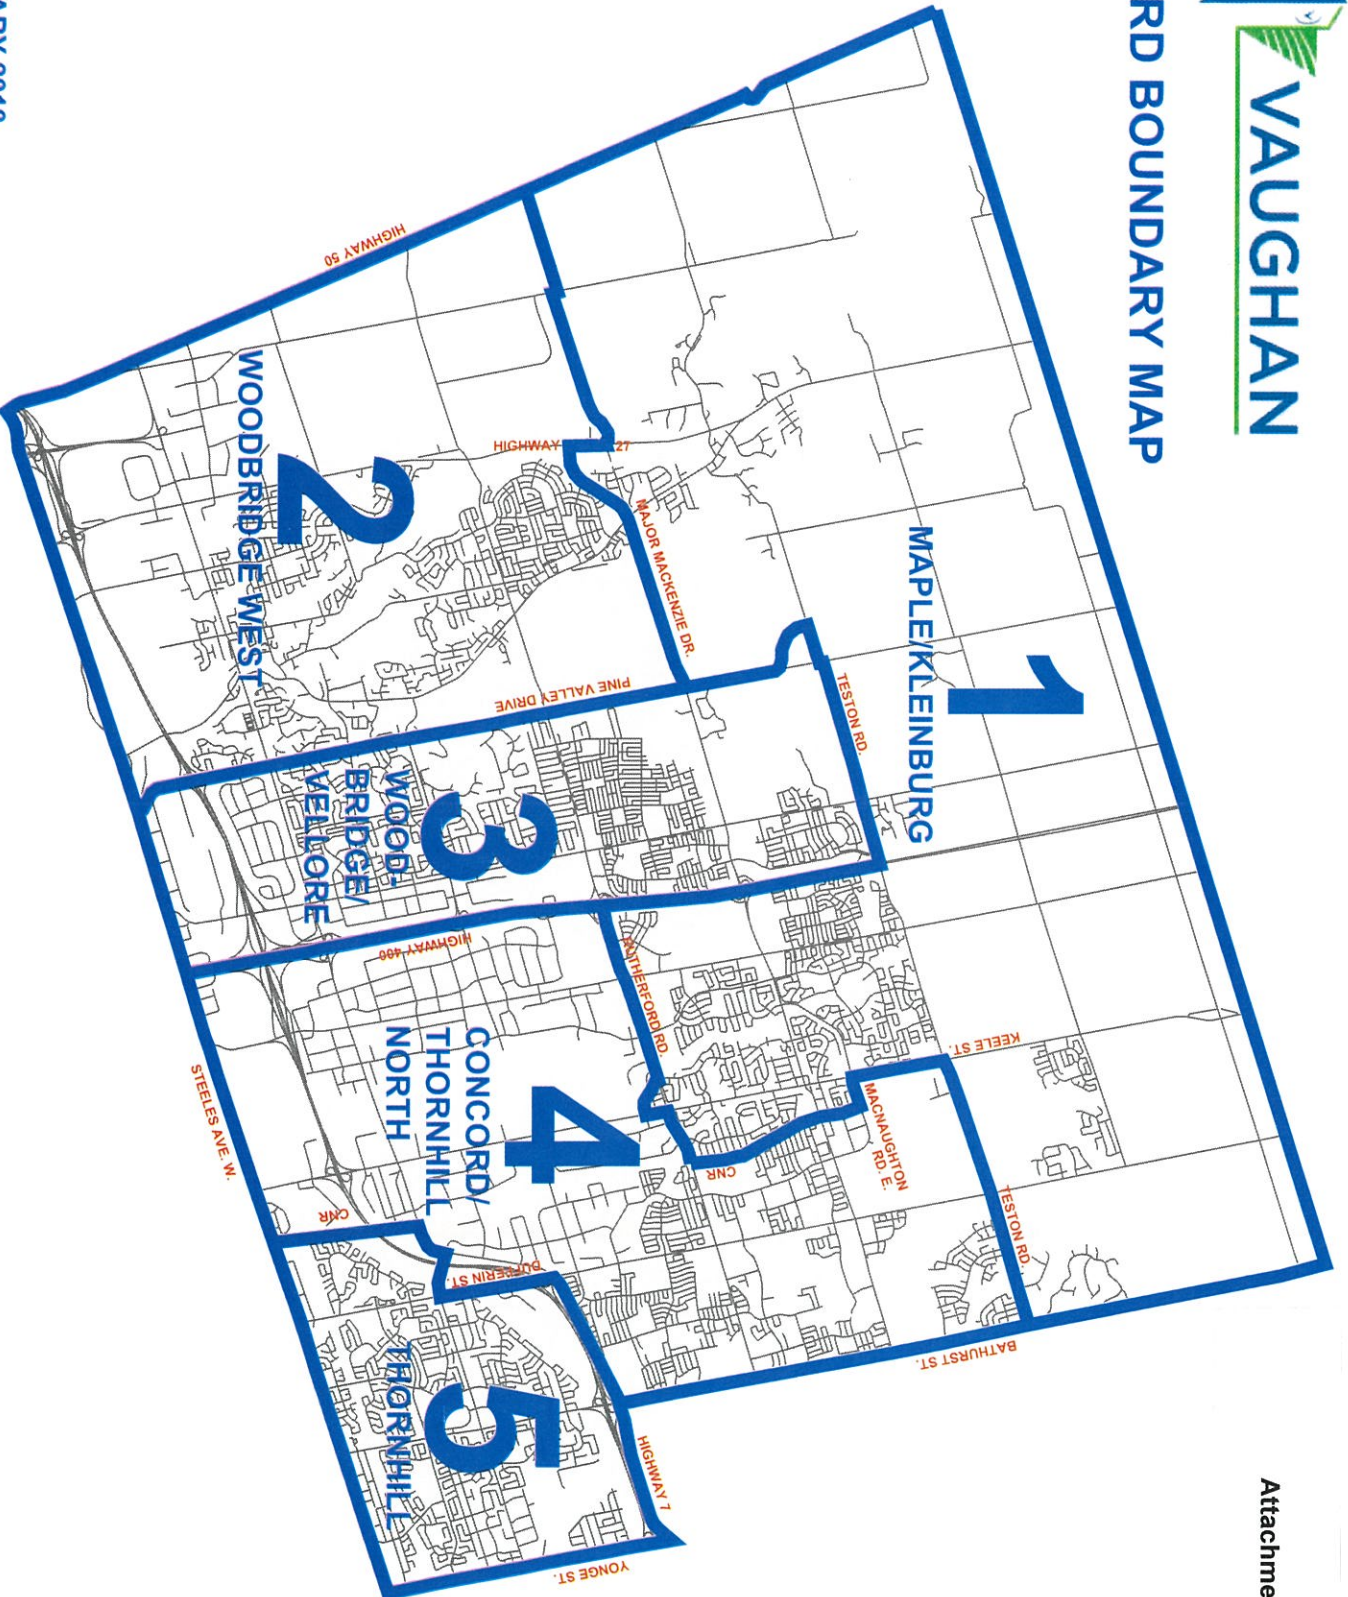 VAUGHAN
RD BOUNDARY MAP
Attachme
1
MAPLE/KLEINBURG
TESTON RD.
KEELE ST.
TESTON RD.
MACNAUGHTON
RD. E.
CNR
BATHURST ST.
MAJOR MACKENZIE DR.
HIGHWAY 27
HIGHWAY 50
2
WOODBRIDGE WEST
PINE VALLEY DRIVE
3
WOOD-
BRIDGE/
VELLORE
HIGHWAY 400
RUTHERFORD RD.
4
CONCORD/
THORNHILL
NORTH
STEELES AVE. W.
CNR
DUFFERIN ST.
5
THORNHILL
HIGHWAY 7
YONGE ST.